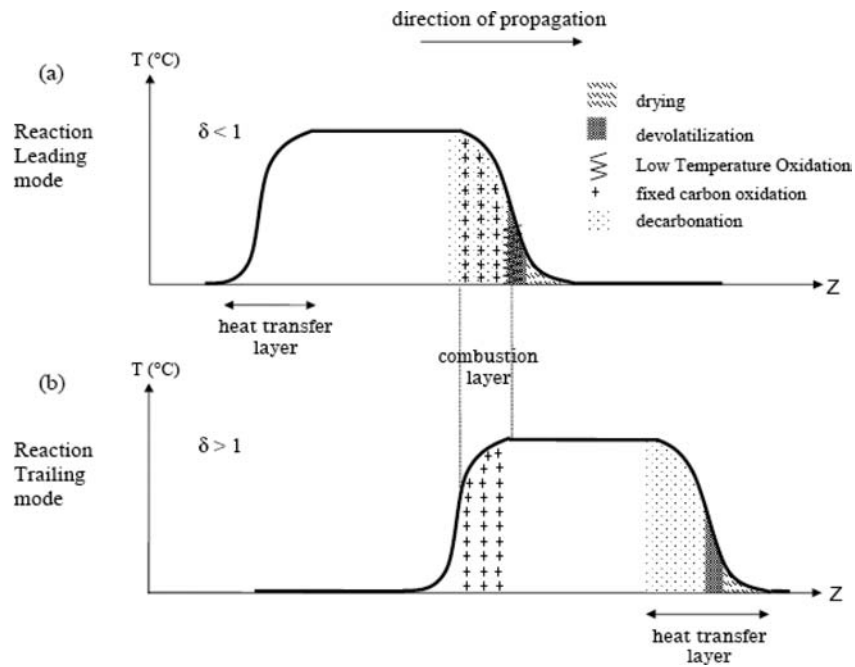 direction of propagation
T (°C)
(a)
Reaction
Leading
mode
δ < 1
drying
devolatilization
Low Temperature Oxidation
fixed carbon oxidation
decarbonation
Z
heat transfer
layer
combustion
layer
T (°C)
(b)
Reaction
Trailing
mode
δ > 1
Z
heat transfer
layer